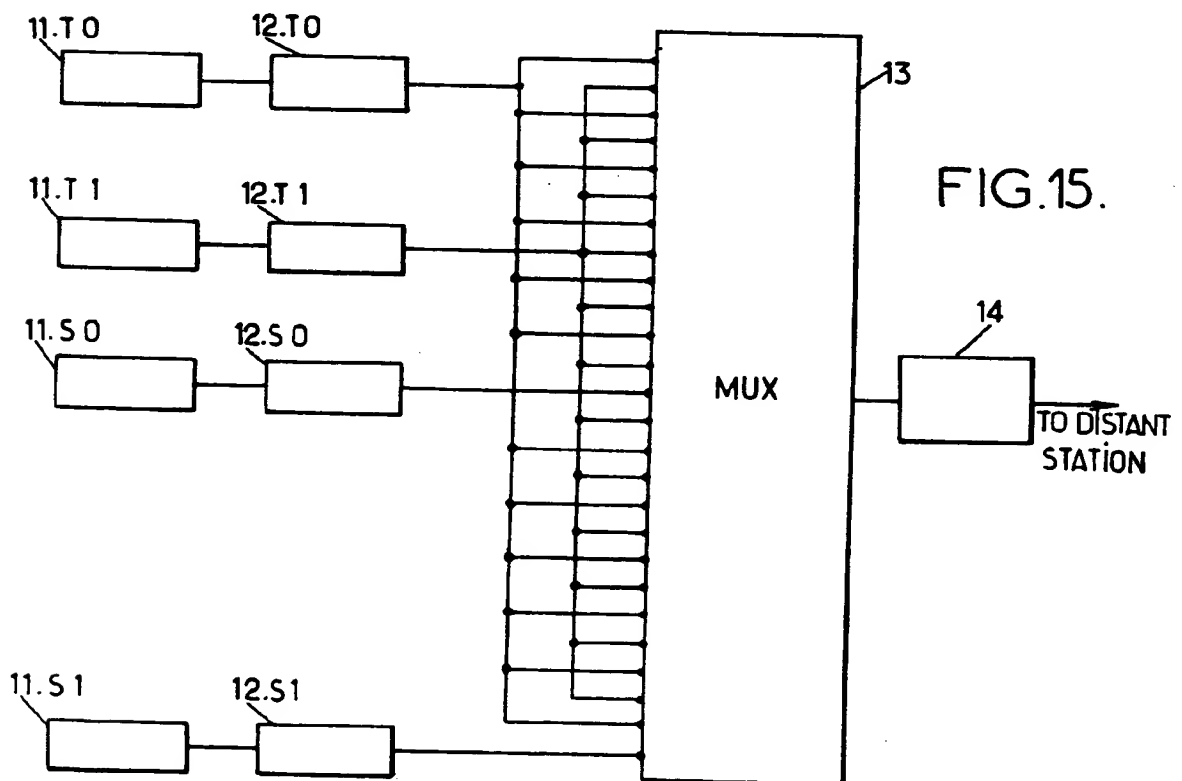 11.T0
12.T0
13
FIG.15.
11.T1
12.T1
11.S0
12.S0
14
MUX
TO DISTANT
STATION
11.S1
12.S1